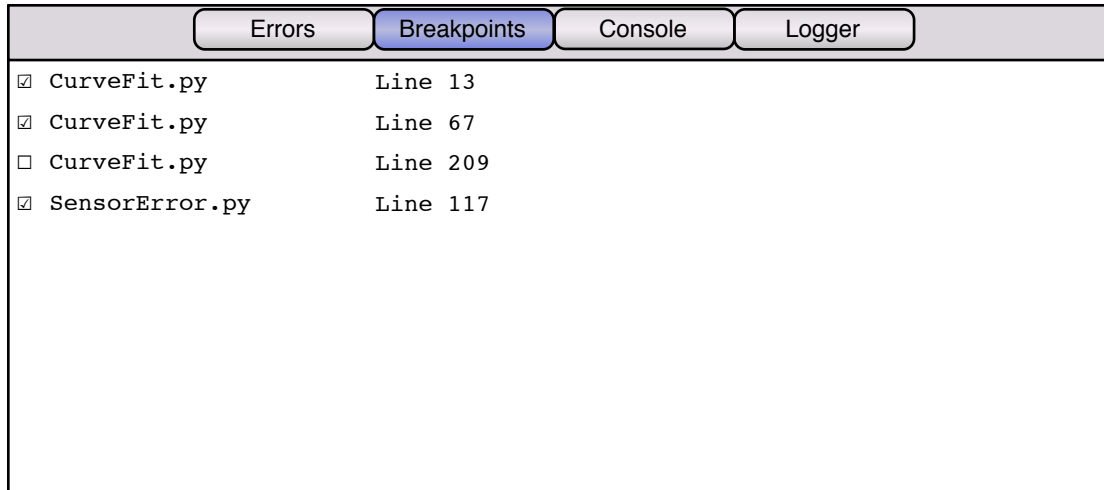 Errors Breakpoints Console Logger
☑ CurveFit.py Line 13
☑ CurveFit.py Line 67
☐ CurveFit.py Line 209
☑ SensorError.py Line 117